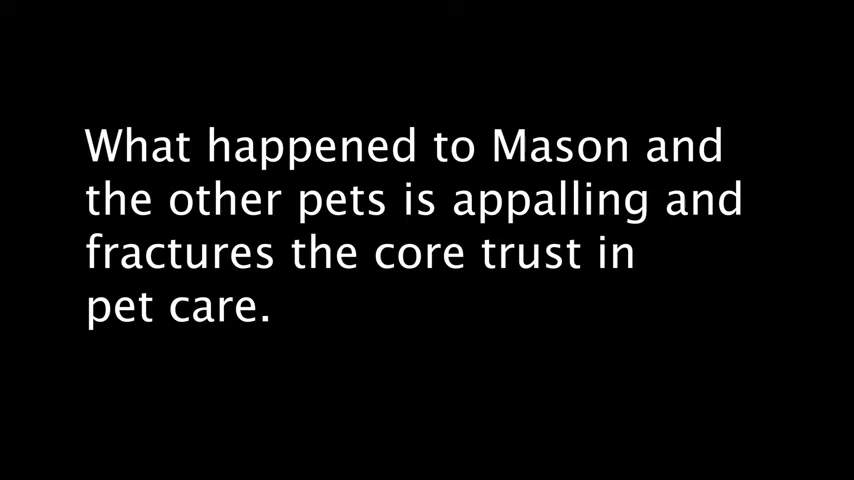 What happened to Mason and
the other pets is appalling and
fractures the core trust in
pet care.